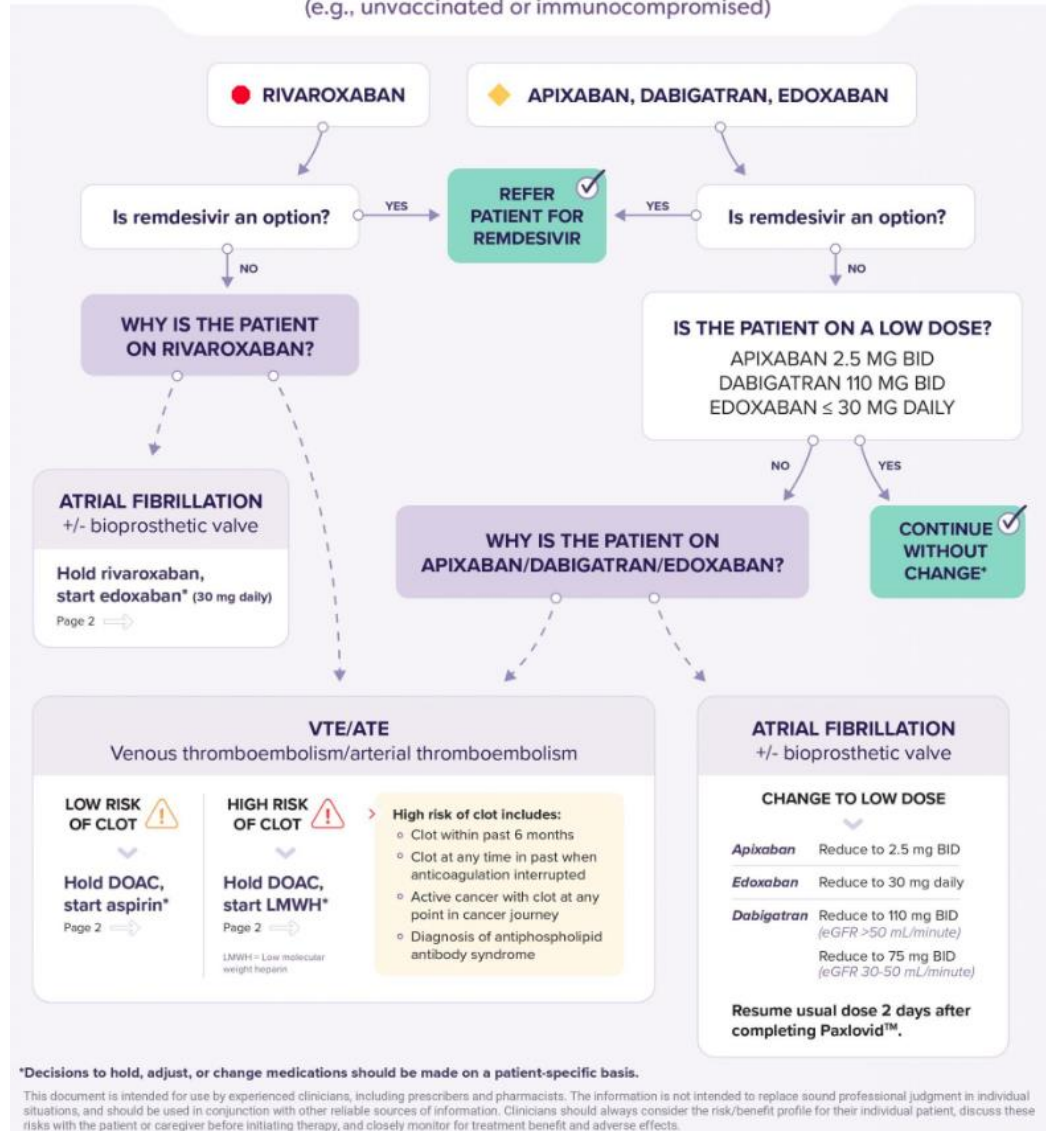 (e.g., unvaccinated or immunocompromised)
RIVAROXABAN
APIXABAN, DABIGATRAN, EDOXABAN
Is remdesivir an option?
YES
REFER
PATIENT FOR
REMDESIVIR
YES
Is remdesivir an option?
NO
NO
WHY IS THE PATIENT
ON RIVAROXABAN?
IS THE PATIENT ON A LOW DOSE?
APIXABAN 2.5 MG BID
DABIGATRAN 110 MG BID
EDOXABAN ≤ 30 MG DAILY
NO
YES
ATRIAL FIBRILLATION
+/- bioprosthetic valve
Hold rivaroxaban,
start edoxaban* (30 mg daily)
Page 2
WHY IS THE PATIENT ON
APIXABAN/DABIGATRAN/EDOXABAN?
CONTINUE
WITHOUT
CHANGE*
VTE/ATE
Venous thromboembolism/arterial thromboembolism
LOW RISK
OF CLOT
Hold DOAC,
start aspirin*
Page 2
HIGH RISK
OF CLOT
Hold DOAC,
start LMWH*
Page 2
LMWH = Low molecular
weight heparin
High risk of clot includes:
Clot within past 6 months
Clot at any time in past when
anticoagulation interrupted
Active cancer with clot at any
point in cancer journey
Diagnosis of antiphospholipid
antibody syndrome
ATRIAL FIBRILLATION
+/- bioprosthetic valve
CHANGE TO LOW DOSE
Apixaban Reduce to 2.5 mg BID
Edoxaban Reduce to 30 mg daily
Dabigatran Reduce to 110 mg BID
(eGFR >50 mL/minute)
Reduce to 75 mg BID
(eGFR 30-50 mL/minute)
Resume usual dose 2 days after
completing Paxlovid™.
*Decisions to hold, adjust, or change medications should be made on a patient-specific basis.
This document is intended for use by experienced clinicians, including prescribers and pharmacists. The information is not intended to replace sound professional judgment in individual
situations, and should be used in conjunction with other reliable sources of information. Clinicians should always consider the risk/benefit profile for their individual patient, discuss these
risks with the patient or caregiver before initiating therapy, and closely monitor for treatment benefit and adverse effects.